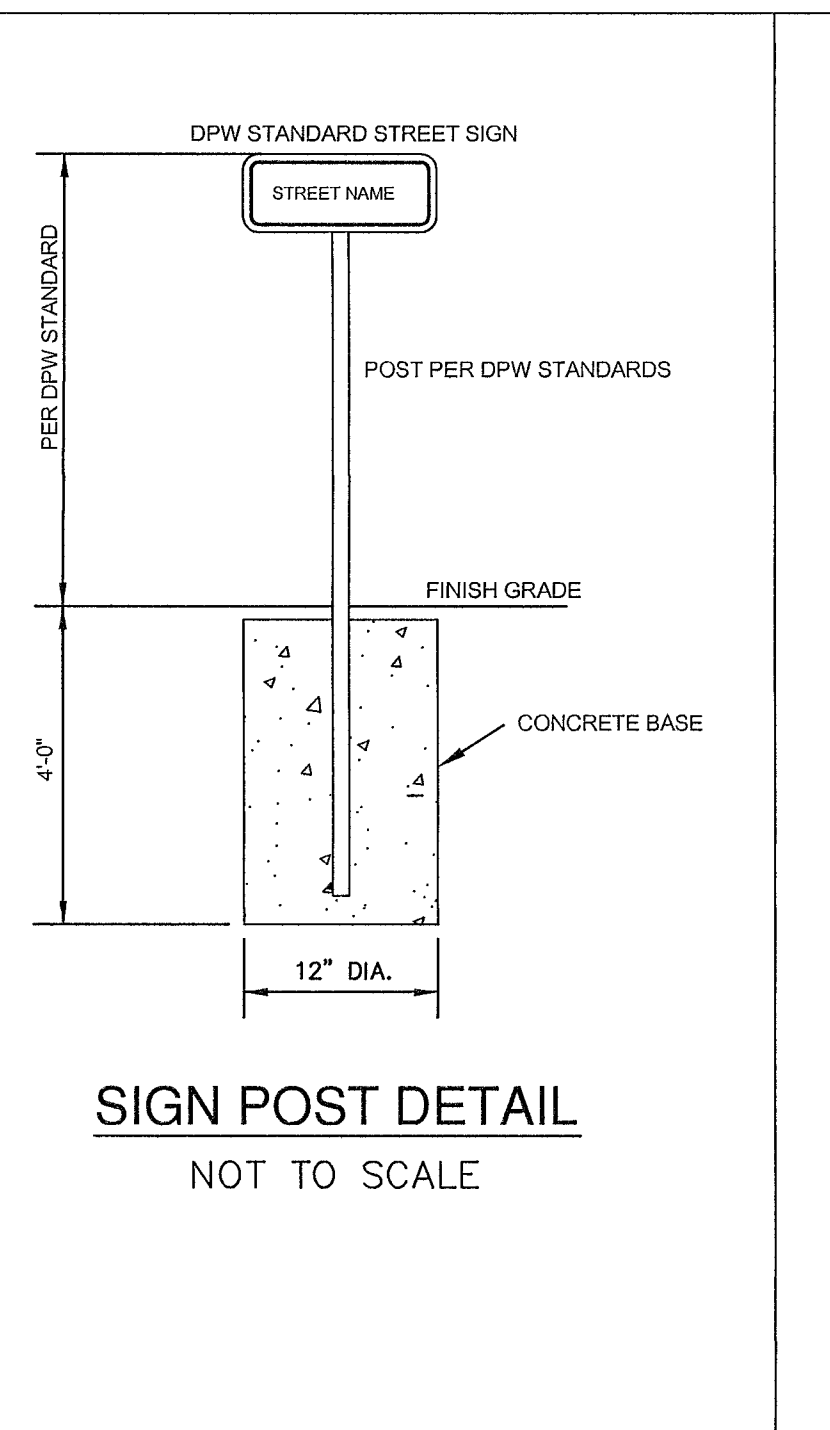 DPW STANDARD STREET SIGN
STREET NAME
PER DPW STANDARD
POST PER DPW STANDARDS
FINISH GRADE
4'-0"
CONCRETE BASE
12" DIA.
SIGN POST DETAIL
NOT TO SCALE